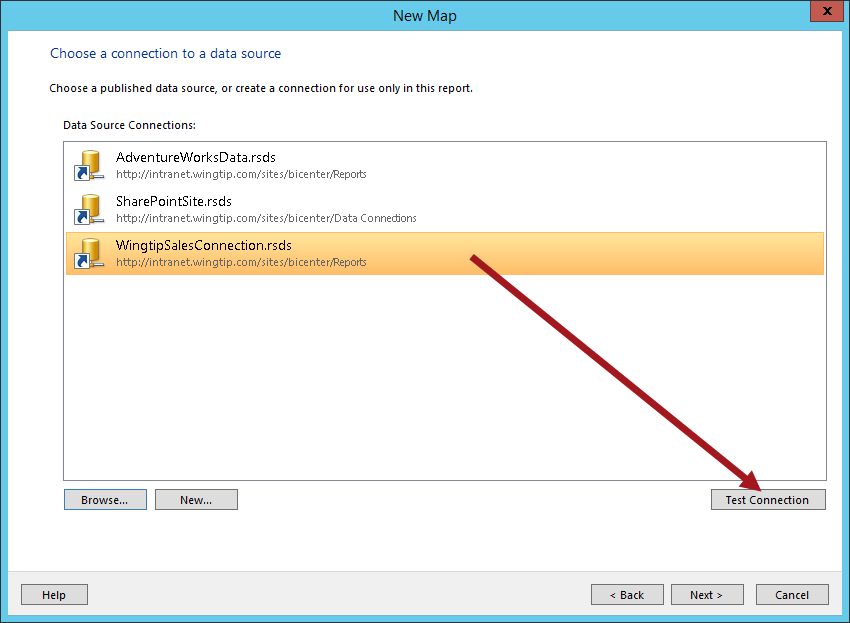 New Map
x
Choose a connection to a data source
Choose a published data source, or create a connection for use only in this report.
Data Source Connections:
AdventureWorksData.rsds
http://intranet.wingtip.com/sites/bicenter/Reports
SharePointSite.rsds
http://intranet.wingtip.com/sites/bicenter/Data Connections
WingtipSalesConnection.rsds
http://intranet.wingtip.com/sites/bicenter/Reports
Browse... New... Test Connection
Help < Back Next > Cancel